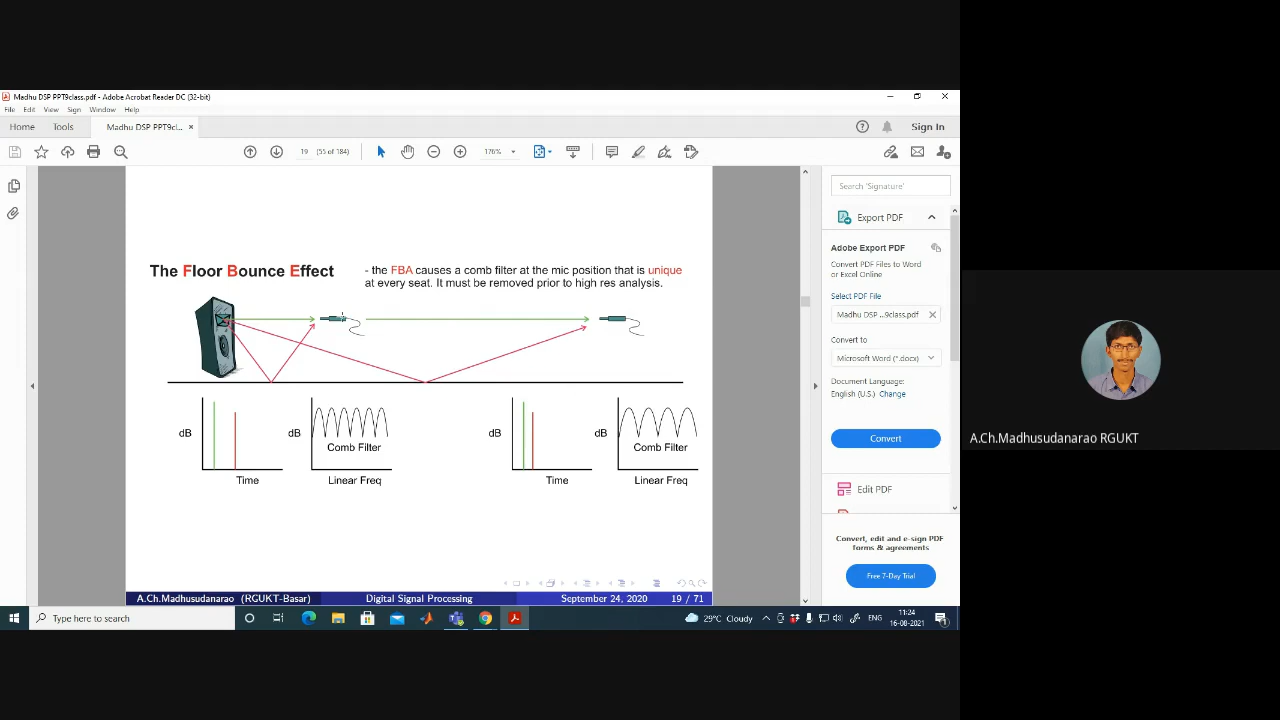 Madhu DSP PPT9class.pdf - Adobe Acrobat Reader DC (32-bit)
File Edit View Sign Window Help
Home Tools Madhu DSP PPT9cl... × Sign In
19 (55 of 184) 176%
Search 'Signature'
Export PDF
Adobe Export PDF
Convert PDF Files to Word
or Excel Online
Select PDF File
Madhu DSP ...9class.pdf
Convert to
Microsoft Word (*.docx)
Document Language:
English (U.S.) Change
Convert
Edit PDF
Convert, edit and e-sign PDF
forms & agreements
Free 7-Day Trial
The Floor Bounce Effect
- the FBA causes a comb filter at the mic position that is unique
at every seat. It must be removed prior to high res analysis.
dB dB dB dB
Comb Filter Comb Filter
Time Linear Freq Time Linear Freq
A.Ch.Madhusudanarao (RGUKT-Basar) Digital Signal Processing September 24, 2020 19 / 71
Type here to search
29°C Cloudy ENG
11:24
16-08-2021
A.Ch.Madhusudanarao RGUKT